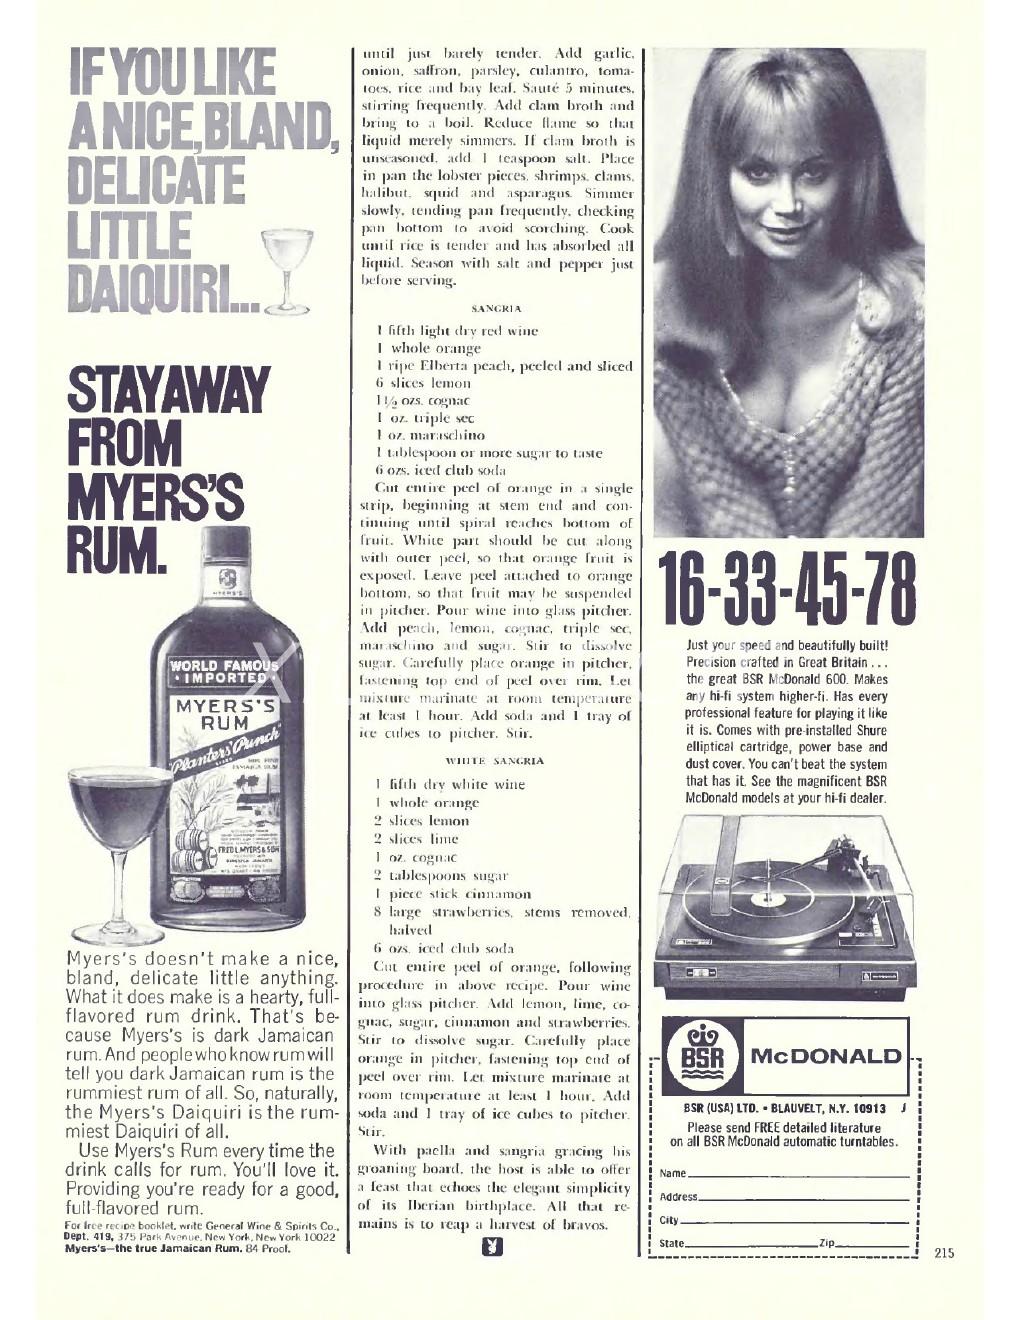 IF YOU LIKE
A NICE, BLAND,
DELICATE
LITTLE
DAIQUIRI...
STAY AWAY
FROM
MYERS'S
RUM.
MYERS'S
WORLD FAMOUS
• IMPORTED •
MYERS'S
RUM
"Planters' Punch"
FRED L. MYERS & SON
Myers's doesn't make a nice,
bland, delicate little anything.
What it does make is a hearty, full-
flavored rum drink. That's be-
cause Myers's is dark Jamaican
rum. And people who know rum will
tell you dark Jamaican rum is the
rummiest rum of all. So, naturally,
the Myers's Daiquiri is the rum-
miest Daiquiri of all.
Use Myers's Rum every time the
drink calls for rum. You'll love it.
Providing you're ready for a good,
full-flavored rum.
For free recipe booklet, write General Wine & Spirits Co.,
Dept. 419, 375 Park Avenue, New York, New York 10022
Myers's—the true Jamaican Rum. 84 Proof.
until just barely tender. Add garlic,
onion, saffron, parsley, culantro, toma-
toes, rice and bay leaf. Sauté 5 minutes,
stirring frequently. Add clam broth and
bring to a boil. Reduce flame so that
liquid merely simmers. If clam broth is
unseasoned, add 1 teaspoon salt. Place
in pan the lobster pieces, shrimps, clams,
halibut, squid and asparagus. Simmer
slowly, tending pan frequently, checking
pan bottom to avoid scorching. Cook
until rice is tender and has absorbed all
liquid. Season with salt and pepper just
before serving.
SANGRIA
1 fifth light dry red wine
1 whole orange
1 ripe Elberta peach, peeled and sliced
6 slices lemon
1½ ozs. cognac
1 oz. triple sec
1 oz. maraschino
1 tablespoon or more sugar to taste
6 ozs. iced club soda
Cut entire peel of orange in a single
strip, beginning at stem end and con-
tinuing until spiral reaches bottom of
fruit. White part should be cut along
with outer peel, so that orange fruit is
exposed. Leave peel attached to orange
bottom, so that fruit may be suspended
in pitcher. Pour wine into glass pitcher.
Add peach, lemon, cognac, triple sec,
maraschino and sugar. Stir to dissolve
sugar. Carefully place orange in pitcher,
fastening top end of peel over rim. Let
mixture marinate at room temperature
at least 1 hour. Add soda and 1 tray of
ice cubes to pitcher. Stir.
WHITE SANGRIA
1 fifth dry white wine
1 whole orange
2 slices lemon
2 slices lime
1 oz. cognac
2 tablespoons sugar
1 piece stick cinnamon
8 large strawberries, stems removed,
halved
6 ozs. iced club soda
Cut entire peel of orange, following
procedure in above recipe. Pour wine
into glass pitcher. Add lemon, lime, co-
gnac, sugar, cinnamon and strawberries.
Stir to dissolve sugar. Carefully place
orange in pitcher, fastening top end of
peel over rim. Let mixture marinate at
room temperature at least 1 hour. Add
soda and 1 tray of ice cubes to pitcher.
Stir.
With paella and sangria gracing his
groaning board, the host is able to offer
a feast that echoes the elegant simplicity
of its Iberian birthplace. All that re-
mains is to reap a harvest of bravos.
16-33-45-78
Just your speed and beautifully built!
Precision crafted in Great Britain ...
the great BSR McDonald 600. Makes
any hi-fi system higher-fi. Has every
professional feature for playing it like
it is. Comes with pre-installed Shure
elliptical cartridge, power base and
dust cover. You can't beat the system
that has it. See the magnificent BSR
McDonald models at your hi-fi dealer.
BSR
McDONALD
BSR (USA) LTD. • BLAUVELT, N.Y. 10913 J
Please send FREE detailed literature
on all BSR McDonald automatic turntables.
Name
Address
City
State Zip
215